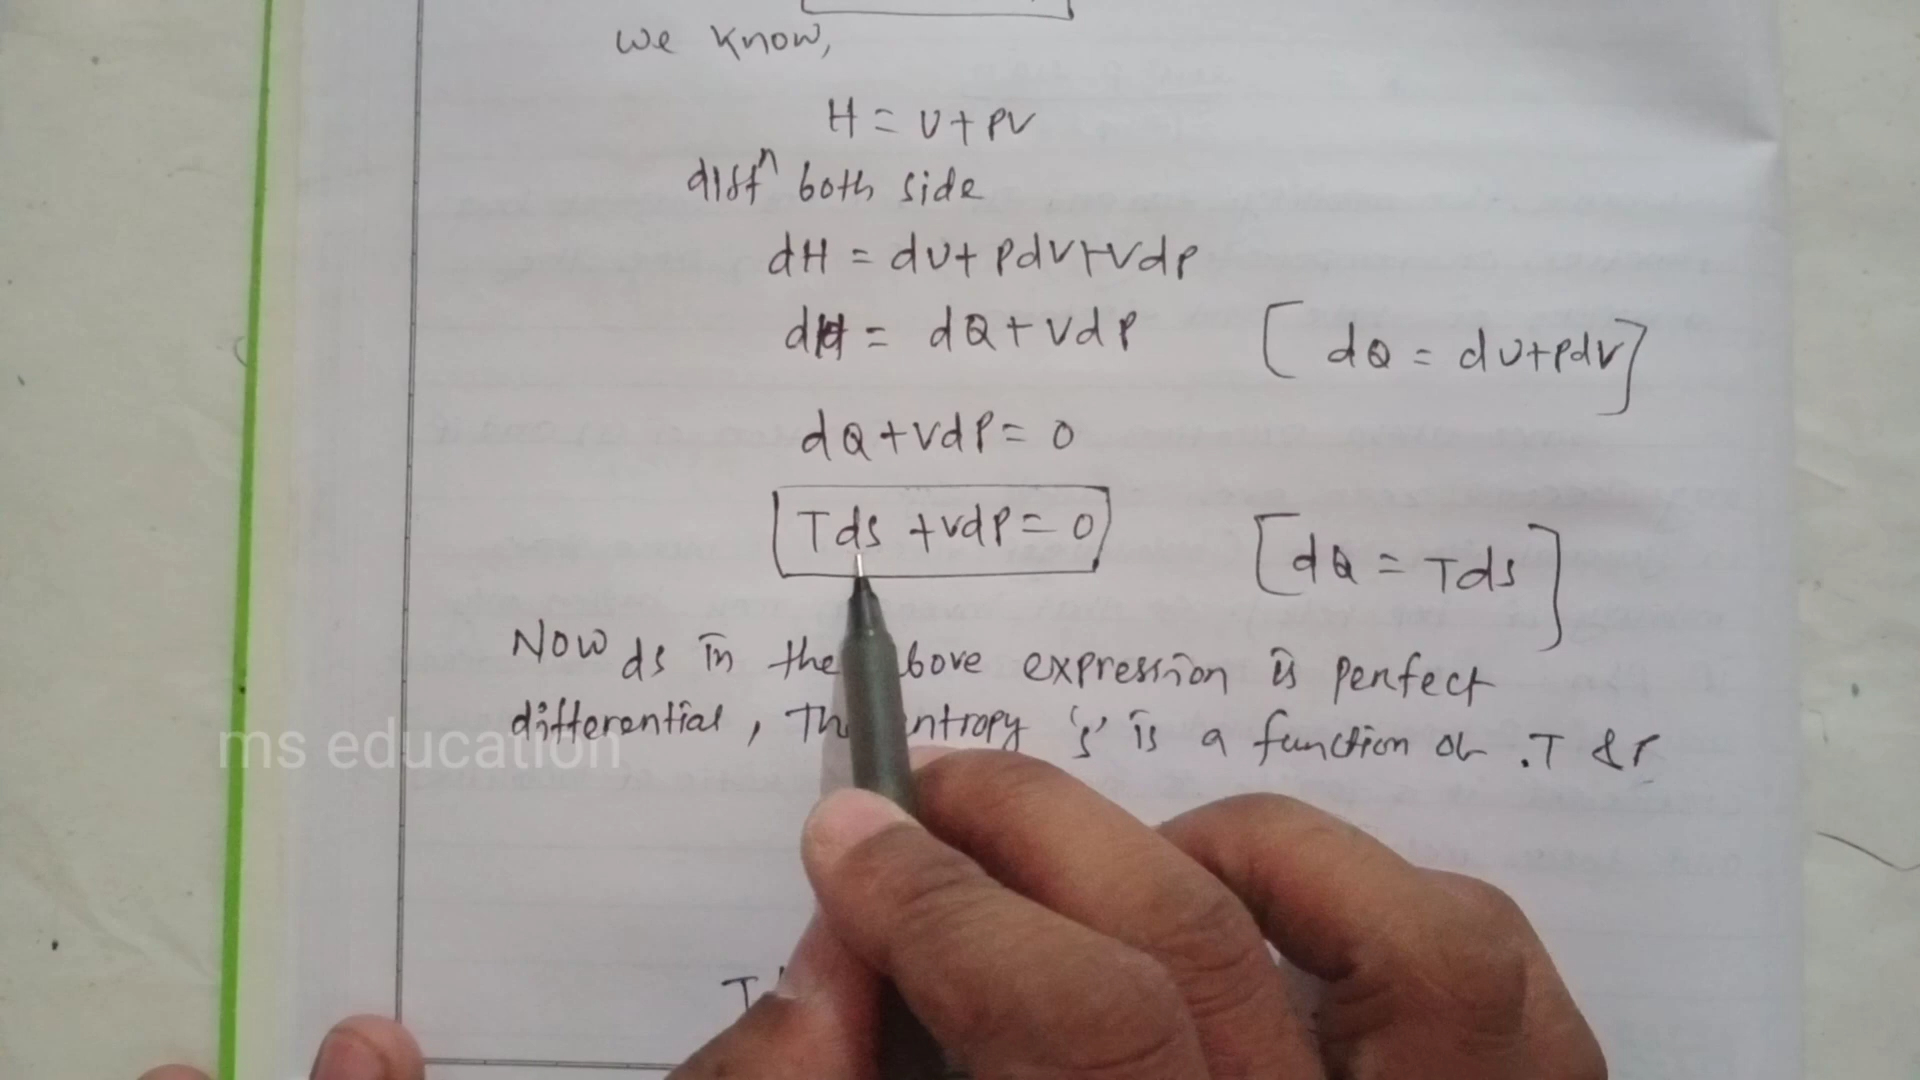 we know,
H = U + PV
diffⁿ both side
dH = dU + PdV + VdP
dH = dQ + VdP [dQ = dU + PdV]
dQ + VdP = 0
Tds + VdP = 0 [dQ = Tds]
Now ds in the bove expression is perfect
differential, Th ntropy 's' is a function of .T & P
ms education
T